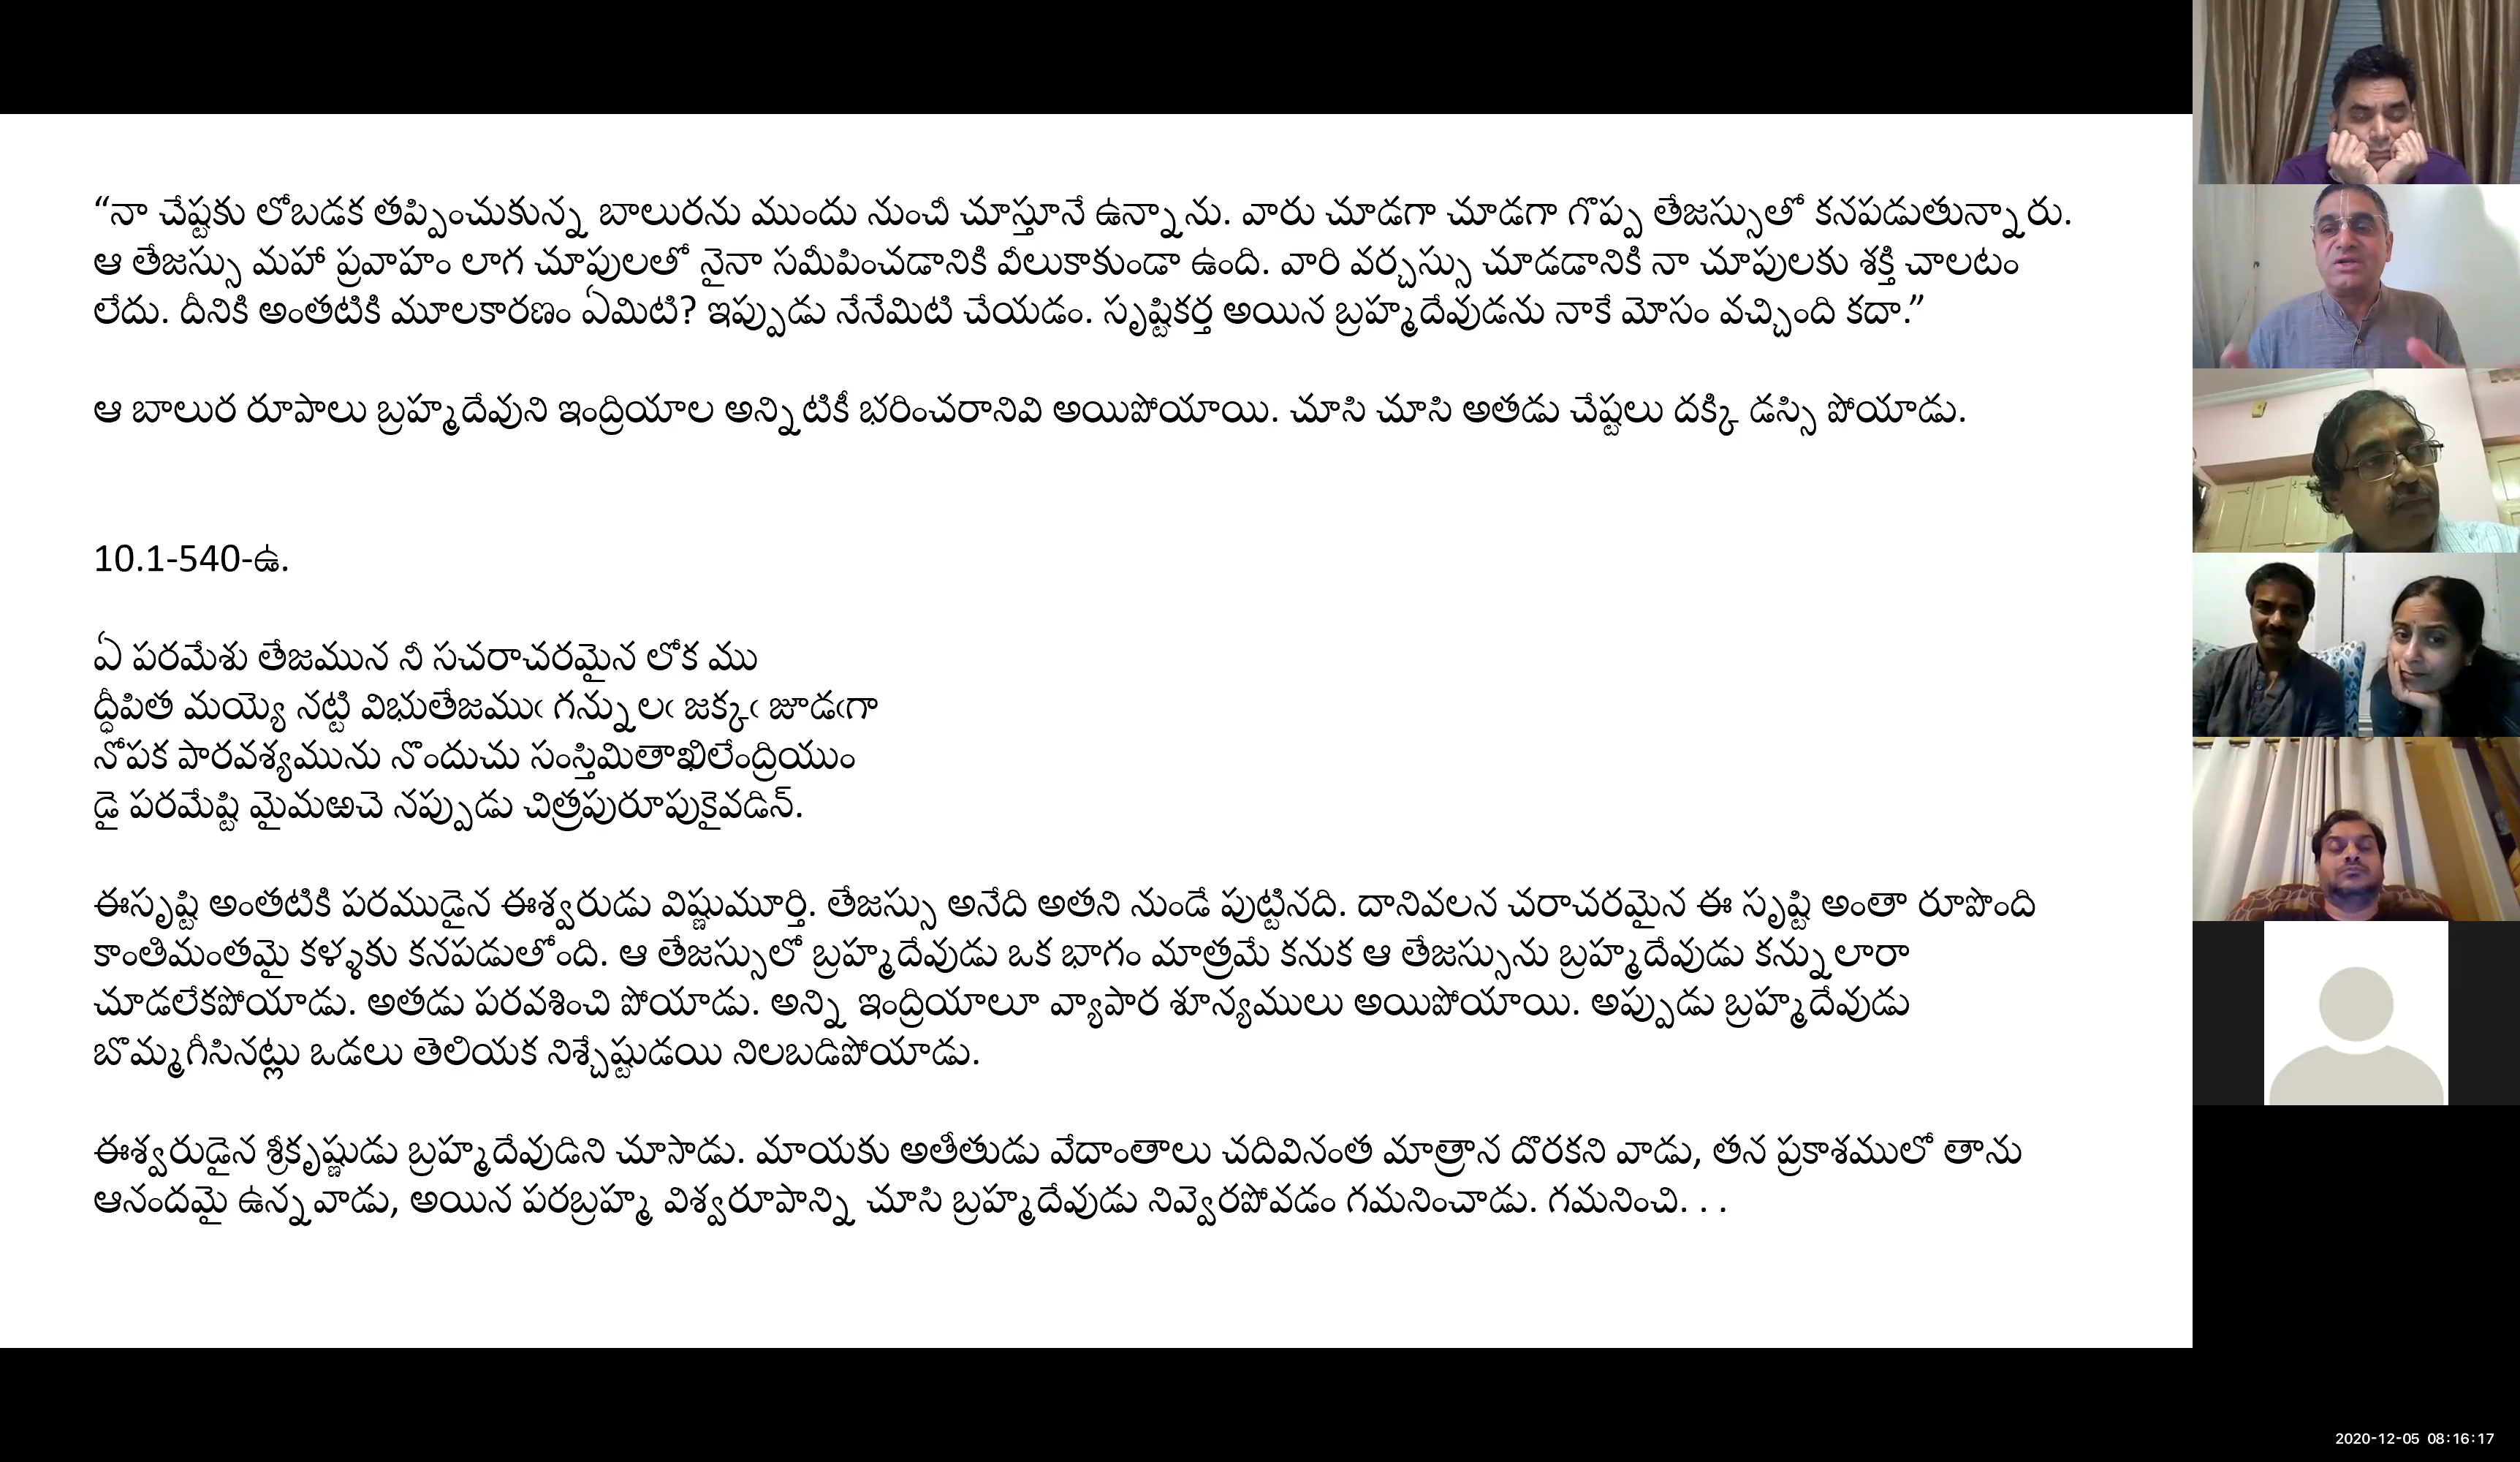 “నా చేష్టకు లోబడక తప్పించుకున్న బాలురను ముందు నుంచీ చూస్తూనే ఉన్నాను. వారు చూడగా చూడగా గొప్ప తేజస్సుతో కనపడుతున్నారు.
ఆ తేజస్సు మహా ప్రవాహం లాగ చూపులతో నైనా సమీపించడానికి వీలుకాకుండా ఉంది. వారి వర్చస్సు చూడడానికి నా చూపులకు శక్తి చాలటం
లేదు. దీనికి అంతటికి మూలకారణం ఏమిటి? ఇప్పుడు నేనేమిటి చేయడం. సృష్టికర్త అయిన బ్రహ్మదేవుడను నాకే మోసం వచ్చింది కదా.”
ఆ బాలుర రూపాలు బ్రహ్మదేవుని ఇంద్రియాల అన్నిటికీ భరించరానివి అయిపోయాయి. చూసి చూసి అతడు చేష్టలు దక్కి డస్సి పోయాడు.
10.1-540-ఉ.
ఏ పరమేశు తేజమున నీ సచరాచరమైన లోక ము
ద్ధీపిత మయ్యె నట్టి విభుతేజముఁ గన్నులఁ జక్కఁ జూడఁగా
నోపక పారవశ్యమును నొందుచు సంస్తిమితాఖిలేంద్రియుం
డై పరమేష్టి మైమఱచె నప్పుడు చిత్రపురూపుకైవడిన్.
ఈసృష్టి అంతటికి పరముడైన ఈశ్వరుడు విష్ణుమూర్తి. తేజస్సు అనేది అతని నుండే పుట్టినది. దానివలన చరాచరమైన ఈ సృష్టి అంతా రూపొంది
కాంతిమంతమై కళ్ళకు కనపడుతోంది. ఆ తేజస్సులో బ్రహ్మదేవుడు ఒక భాగం మాత్రమే కనుక ఆ తేజస్సును బ్రహ్మదేవుడు కన్నులారా
చూడలేకపోయాడు. అతడు పరవశించి పోయాడు. అన్ని ఇంద్రియాలూ వ్యాపార శూన్యములు అయిపోయాయి. అప్పుడు బ్రహ్మదేవుడు
బొమ్మగీసినట్లు ఒడలు తెలియక నిశ్చేష్టుడయి నిలబడిపోయాడు.
ఈశ్వరుడైన శ్రీకృష్ణుడు బ్రహ్మదేవుడిని చూసాడు. మాయకు అతీతుడు వేదాంతాలు చదివినంత మాత్రాన దొరకని వాడు, తన ప్రకాశములో తాను
ఆనందమై ఉన్నవాడు, అయిన పరబ్రహ్మ విశ్వరూపాన్ని చూసి బ్రహ్మదేవుడు నివ్వెరపోవడం గమనించాడు. గమనించి. . .
2020-12-05 08:16:17